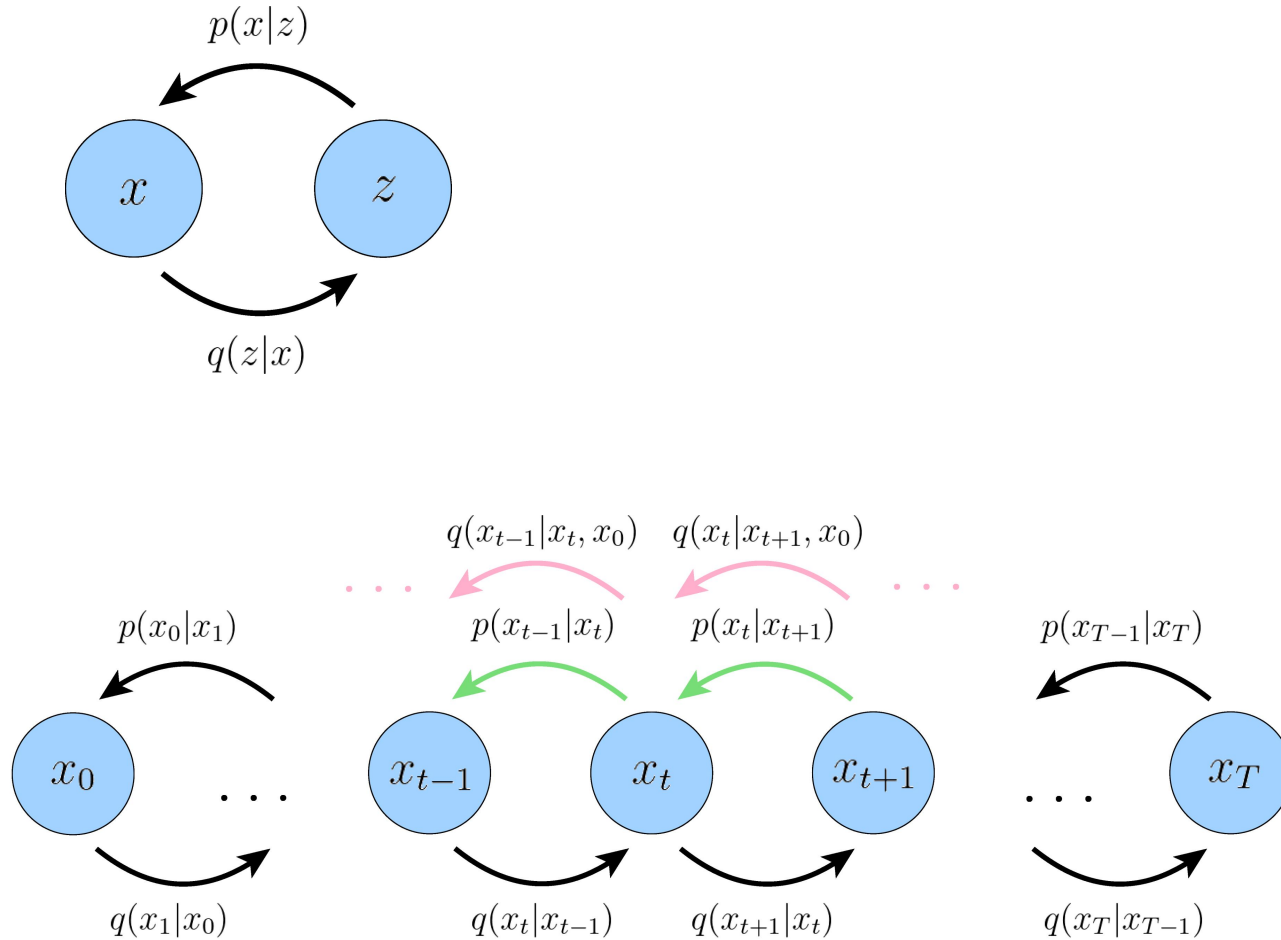 p(x|z)
x z
q(z|x)
q(x_{t−1}|x_t, x_0) q(x_t|x_{t+1}, x_0)
. . . . . .
p(x_0|x_1) p(x_{t−1}|x_t) p(x_t|x_{t+1}) p(x_{T−1}|x_T)
x_0 x_{t−1} x_t x_{t+1} x_T
. . . . . .
q(x_1|x_0) q(x_t|x_{t−1}) q(x_{t+1}|x_t) q(x_T|x_{T−1})